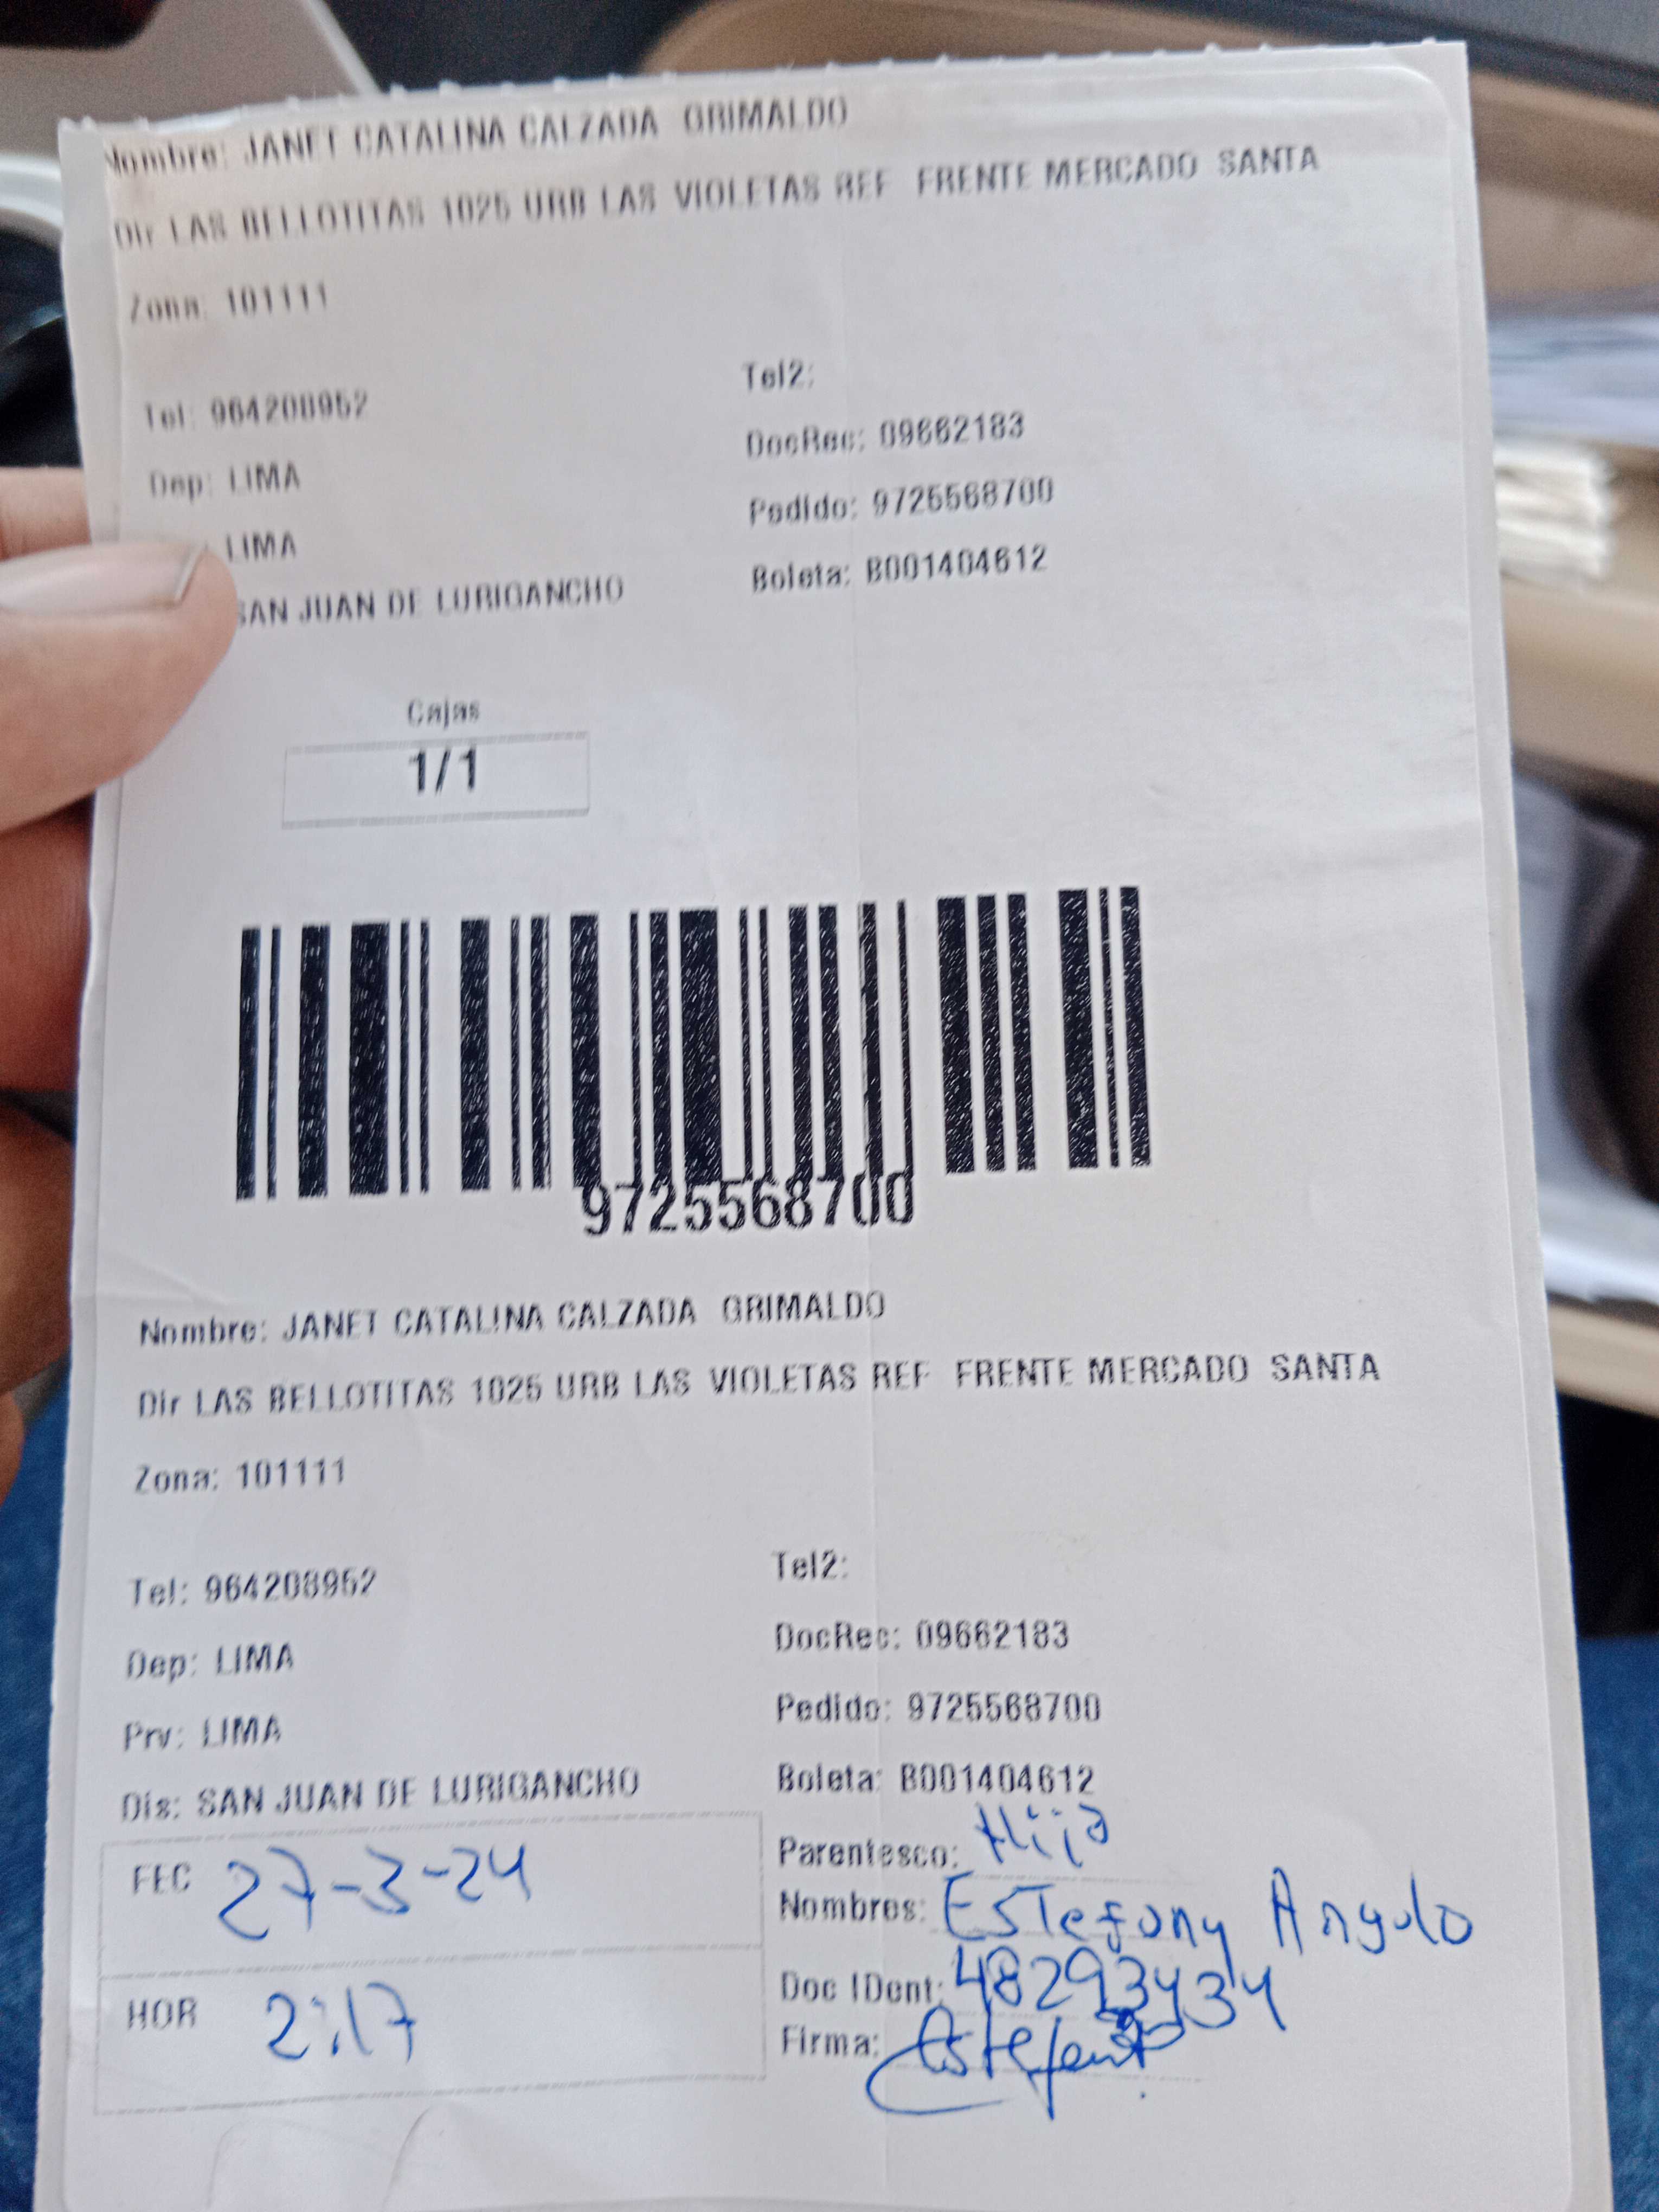 Nombre: JANET CATALINA CALZADA GRIMALDO
Dir LAS BELLOTITAS 1025 URB LAS VIOLETAS REF FRENTE MERCADO SANTA
Zona: 101111
Tel: 964208952 Tel2:
DocRec: 09662183
Dep: LIMA
Pedido: 9725568700
LIMA
Boleta: B001404612
SAN JUAN DE LURIGANCHO
Cajas
1/1
9725568700
Nombre: JANET CATALINA CALZADA GRIMALDO
Dir LAS BELLOTITAS 1025 URB LAS VIOLETAS REF FRENTE MERCADO SANTA
Zona: 101111
Tel: 964208952 Tel2:
DocRec: 09662183
Dep: LIMA
Pedido: 9725568700
Prv: LIMA
Boleta: B001404612
Dis: SAN JUAN DE LURIGANCHO
FEC 27-3-24
HOR 2:17
Parentesco: Hija
Nombres: Estefony Angulo
Doc IDent: 48293434
Firma: